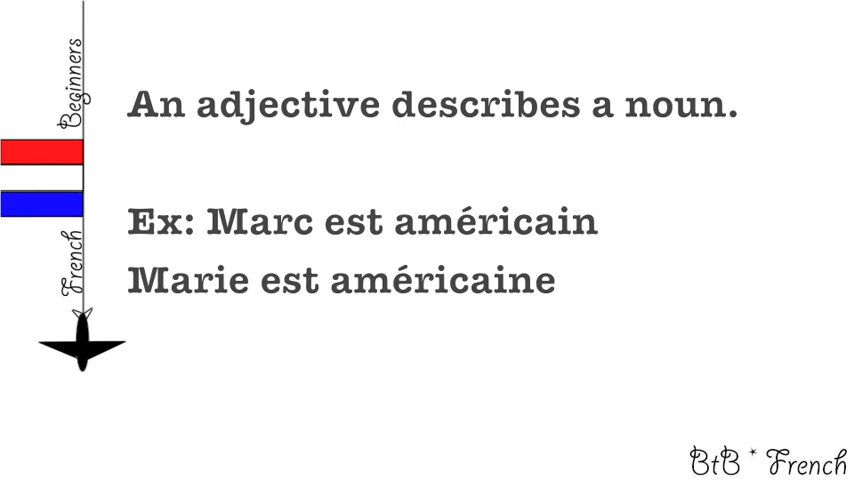 Beginners
French
An adjective describes a noun.
Ex: Marc est américain
Marie est américaine
BtB * French